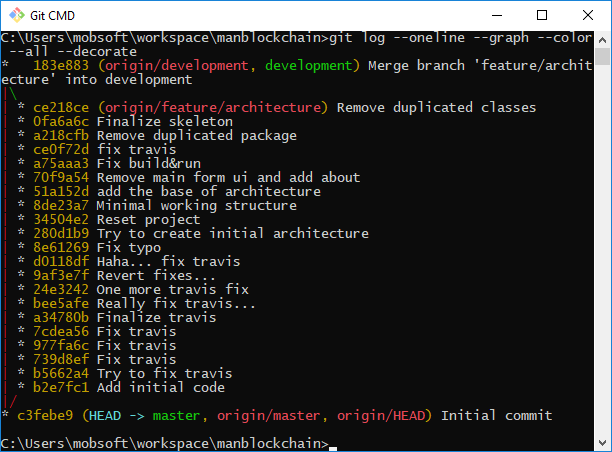 Git CMD
C:\Users\mobsoft\workspace\manblockchain>git log --oneline --graph --color
 --all --decorate
*   183e883 (origin/development, development) Merge branch 'feature/archit
ecture' into development
|\
| * ce218ce (origin/feature/architecture) Remove duplicated classes
| * 0fa6a6c Finalize skeleton
| * a218cfb Remove duplicated package
| * ce0f72d fix travis
| * a75aaa3 Fix build&run
| * 70f9a54 Remove main form ui and add about
| * 51a152d add the base of architecture
| * 8de23a7 Minimal working structure
| * 34504e2 Reset project
| * 280d1b9 Try to create initial architecture
| * 8e61269 Fix typo
| * d0118df Haha... fix travis
| * 9af3e7f Revert fixes...
| * 24e3242 One more travis fix
| * bee5afe Really fix travis...
| * a34780b Finalize travis
| * 7cdea56 Fix travis
| * 977fa6c Fix travis
| * 739d8ef Fix travis
| * b5662a4 Try to fix travis
| * b2e7fc1 Add initial code
|/
* c3febe9 (HEAD -> master, origin/master, origin/HEAD) Initial commit
C:\Users\mobsoft\workspace\manblockchain>